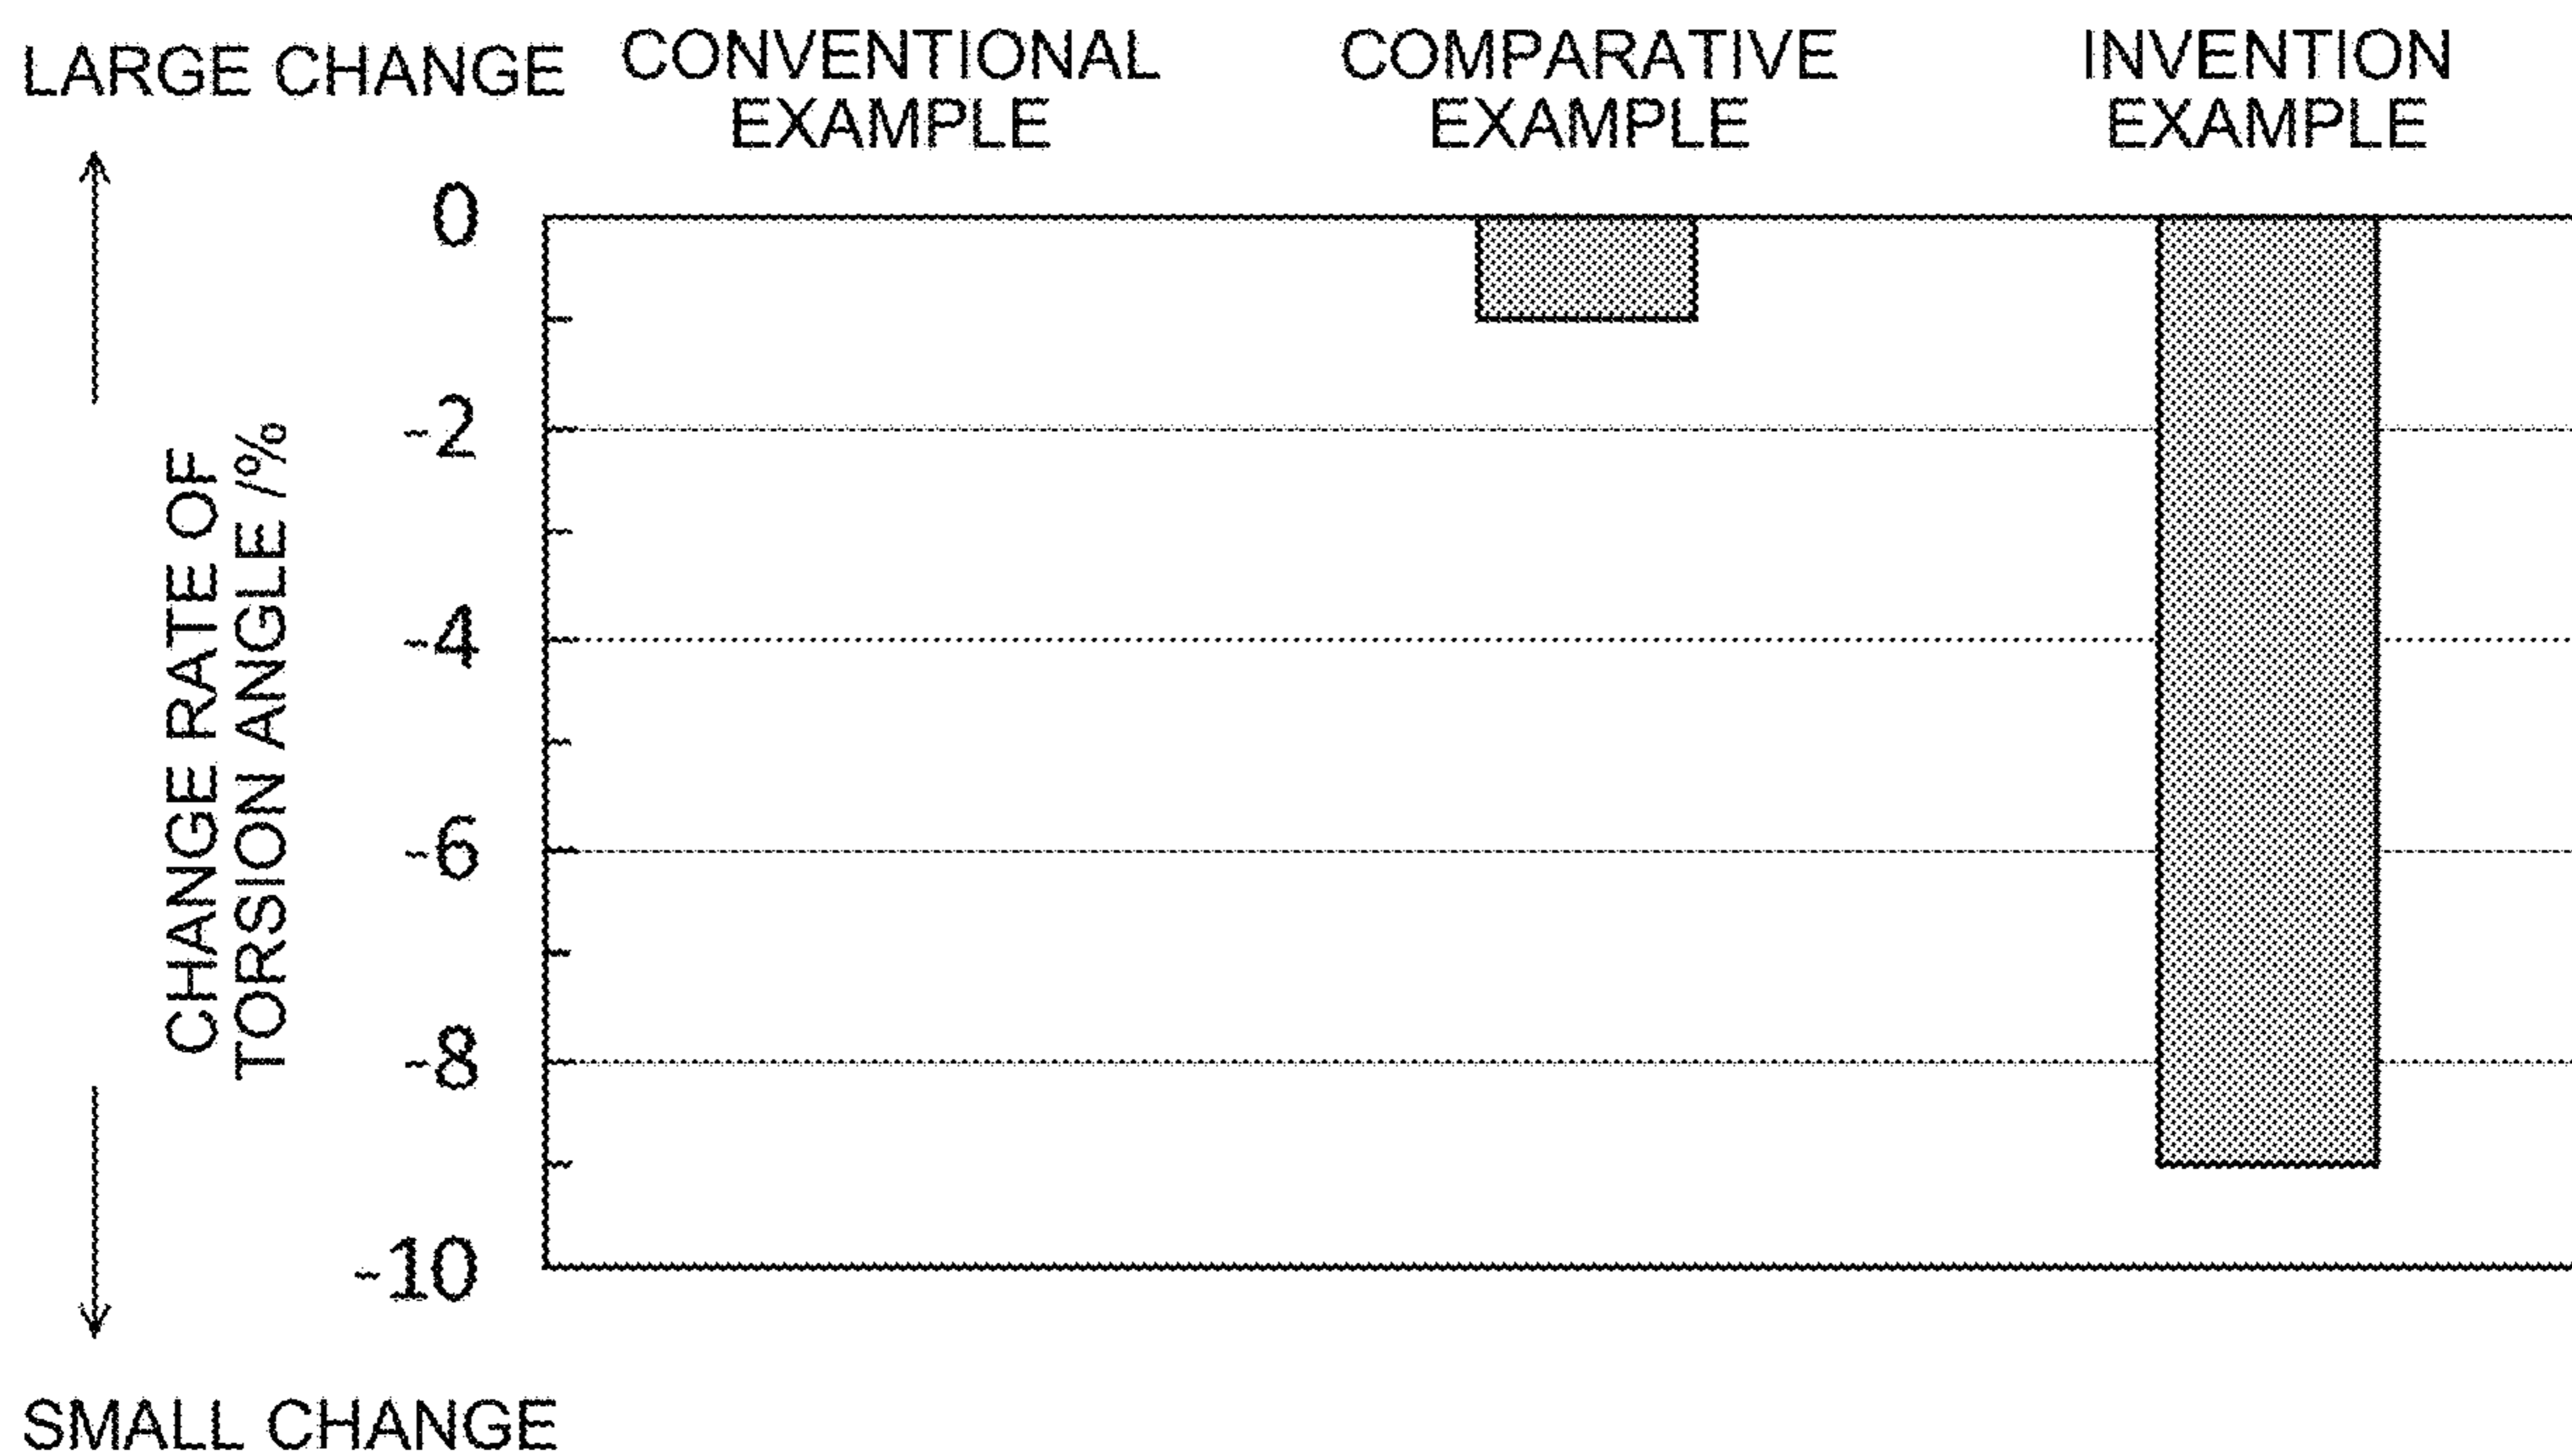 LARGE CHANGE
CONVENTIONAL
EXAMPLE
COMPARATIVE
EXAMPLE
INVENTION
EXAMPLE
CHANGE RATE OF
TORSION ANGLE /%
0
-2
-4
-6
-8
-10
SMALL CHANGE